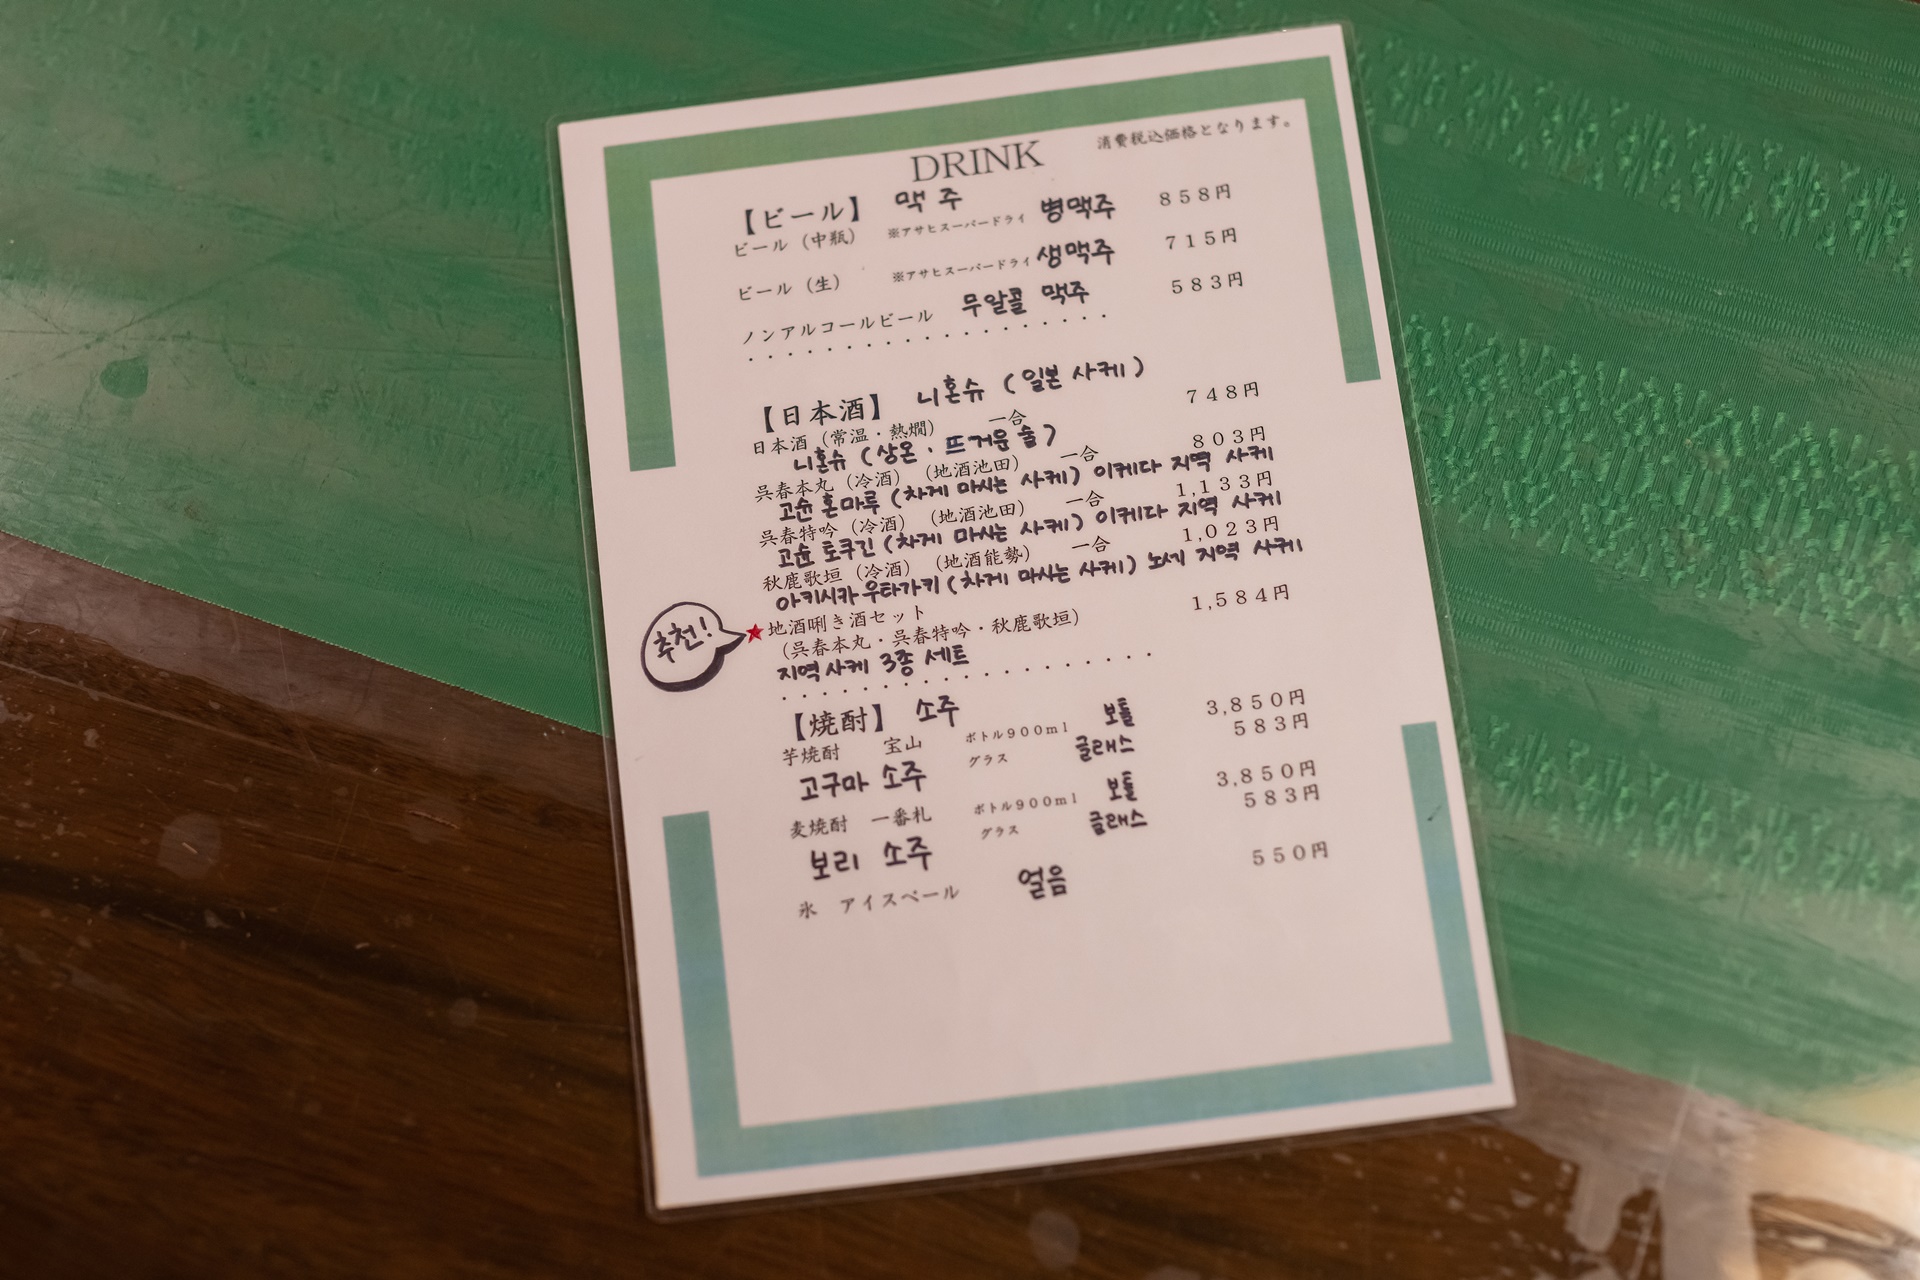 DRINK
消費税込価格となります。
【ビール】 맥주
ビール（中瓶） ※アサヒスーパードライ 병맥주 858円
ビール（生） ※アサヒスーパードライ 생맥주 715円
ノンアルコールビール 무알콜 맥주 583円
【日本酒】 니혼슈 (일본 사케)
日本酒（常温・熱燗） 一合 748円
니혼슈 (상온 · 뜨거운 술)
呉春本丸（冷酒）（地酒池田） 一合 803円
고슌 혼마루 (차게 마시는 사케) 이케다 지역 사케
呉春特吟（冷酒）（地酒池田） 一合 1,133円
고슌 토쿠긴 (차게 마시는 사케) 이케다 지역 사케
秋鹿歌垣（冷酒）（地酒能勢） 一合 1,023円
아키시카 우타가키 (차게 마시는 사케) 노세 지역 사케
추천! ★地酒唎き酒セット 1,584円
（呉春本丸・呉春特吟・秋鹿歌垣）
지역 사케 3종 세트
【焼酎】 소주
芋焼酎 宝山 ボトル900ml 보틀 3,850円
グラス 글래스 583円
고구마 소주
麦焼酎 一番札 ボトル900ml 보틀 3,850円
グラス 글래스 583円
보리 소주
氷 アイスペール 얼음 550円